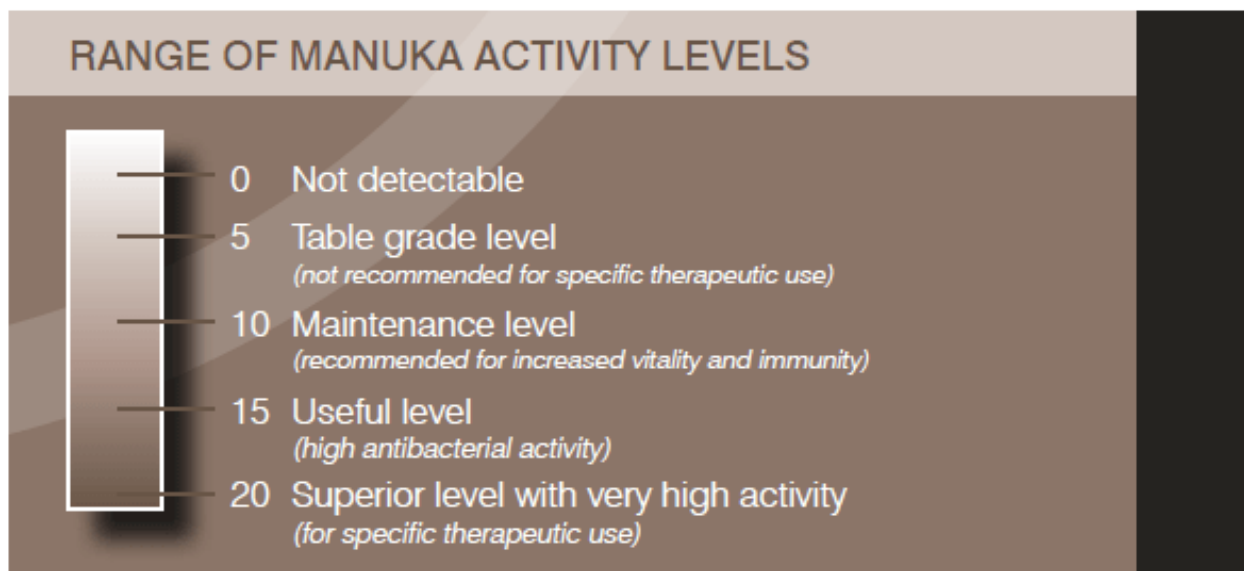 RANGE OF MANUKA ACTIVITY LEVELS
0 Not detectable
5 Table grade level
(not recommended for specific therapeutic use)
10 Maintenance level
(recommended for increased vitality and immunity)
15 Useful level
(high antibacterial activity)
20 Superior level with very high activity
(for specific therapeutic use)